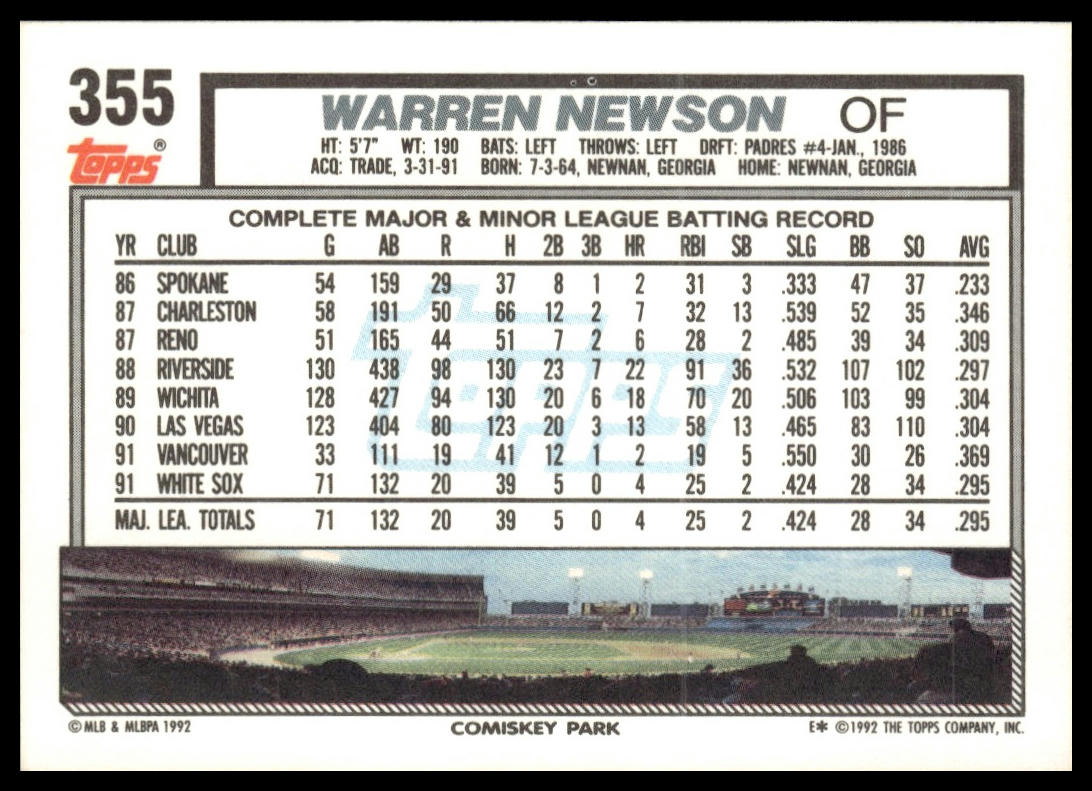 355
WARREN NEWSON OF
topps®
HT: 5'7" WT: 190 BATS: LEFT THROWS: LEFT DRFT: PADRES #4-JAN., 1986
ACQ: TRADE, 3-31-91 BORN: 7-3-64, NEWNAN, GEORGIA HOME: NEWNAN, GEORGIA
COMPLETE MAJOR & MINOR LEAGUE BATTING RECORD
YR CLUB G AB R H 2B 3B HR RBI SB SLG BB SO AVG
86 SPOKANE 54 159 29 37 8 1 2 31 3 .333 47 37 .233
87 CHARLESTON 58 191 50 66 12 2 7 32 13 .539 52 35 .346
87 RENO 51 165 44 51 7 2 6 28 2 .485 39 34 .309
88 RIVERSIDE 130 438 98 130 23 7 22 91 36 .532 107 102 .297
89 WICHITA 128 427 94 130 20 6 18 70 20 .506 103 99 .304
90 LAS VEGAS 123 404 80 123 20 3 13 58 13 .465 83 110 .304
91 VANCOUVER 33 111 19 41 12 1 2 19 5 .550 30 26 .369
91 WHITE SOX 71 132 20 39 5 0 4 25 2 .424 28 34 .295
MAJ. LEA. TOTALS 71 132 20 39 5 0 4 25 2 .424 28 34 .295
topps
© MLB & MLBPA 1992 COMISKEY PARK E* © 1992 THE TOPPS COMPANY, INC.